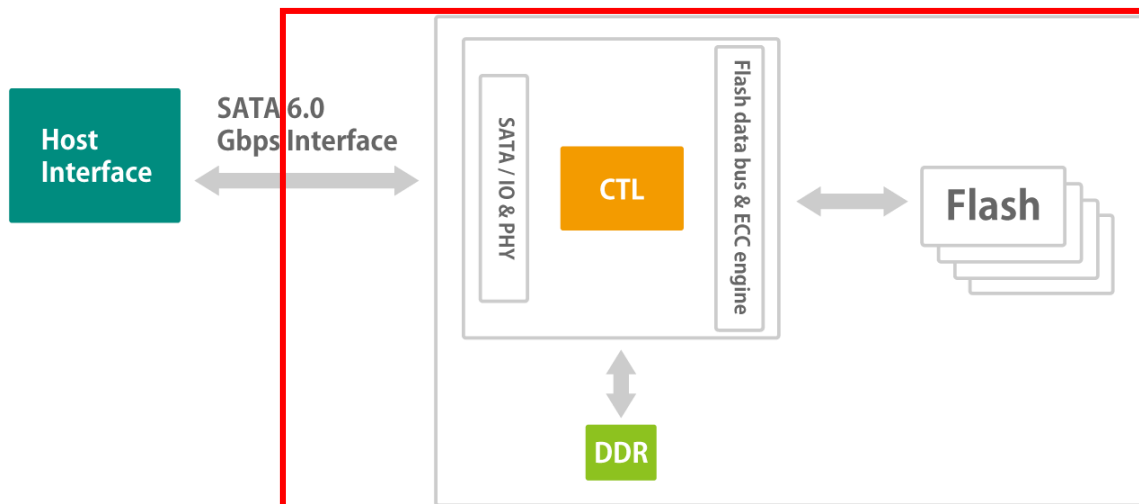 Host
Interface
SATA 6.0
Gbps Interface
SATA / IO & PHY
CTL
Flash data bus & ECC engine
Flash
DDR